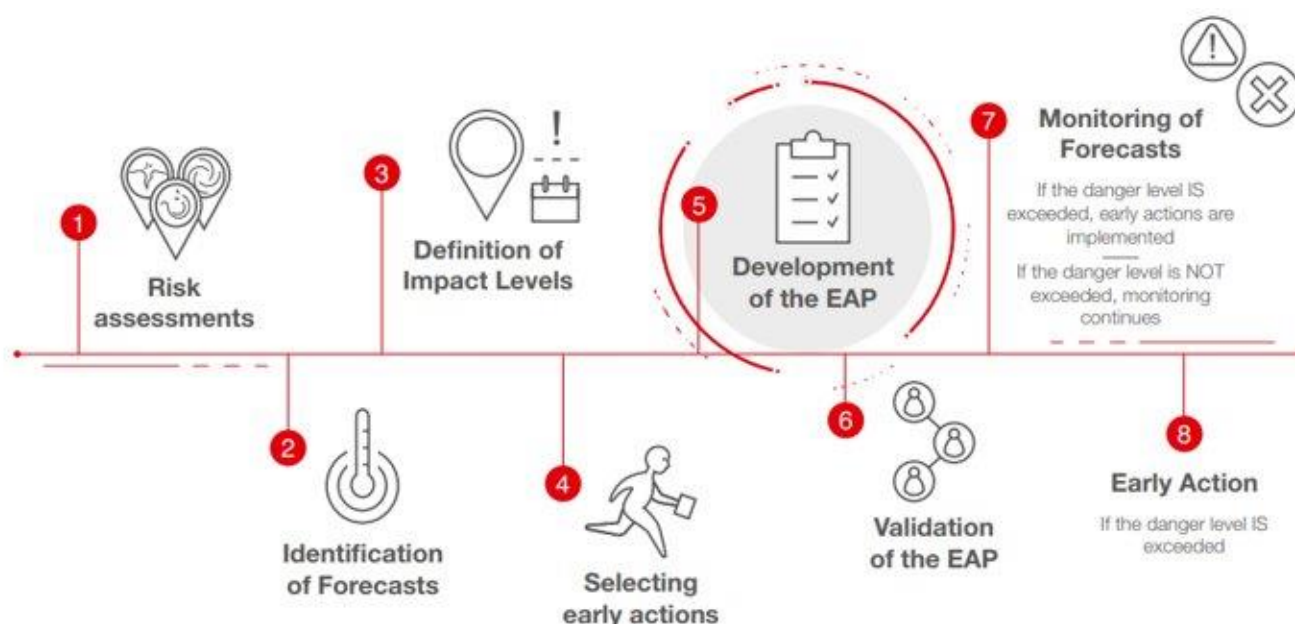 1
Risk
assessments
2
Identification
of Forecasts
3
!
Definition of
Impact Levels
4
Selecting
early actions
5
Development
of the EAP
6
Validation
of the EAP
7
Monitoring of
Forecasts
If the danger level IS
exceeded, early actions are
implemented
If the danger level is NOT
exceeded, monitoring
continues
8
Early Action
If the danger level IS
exceeded